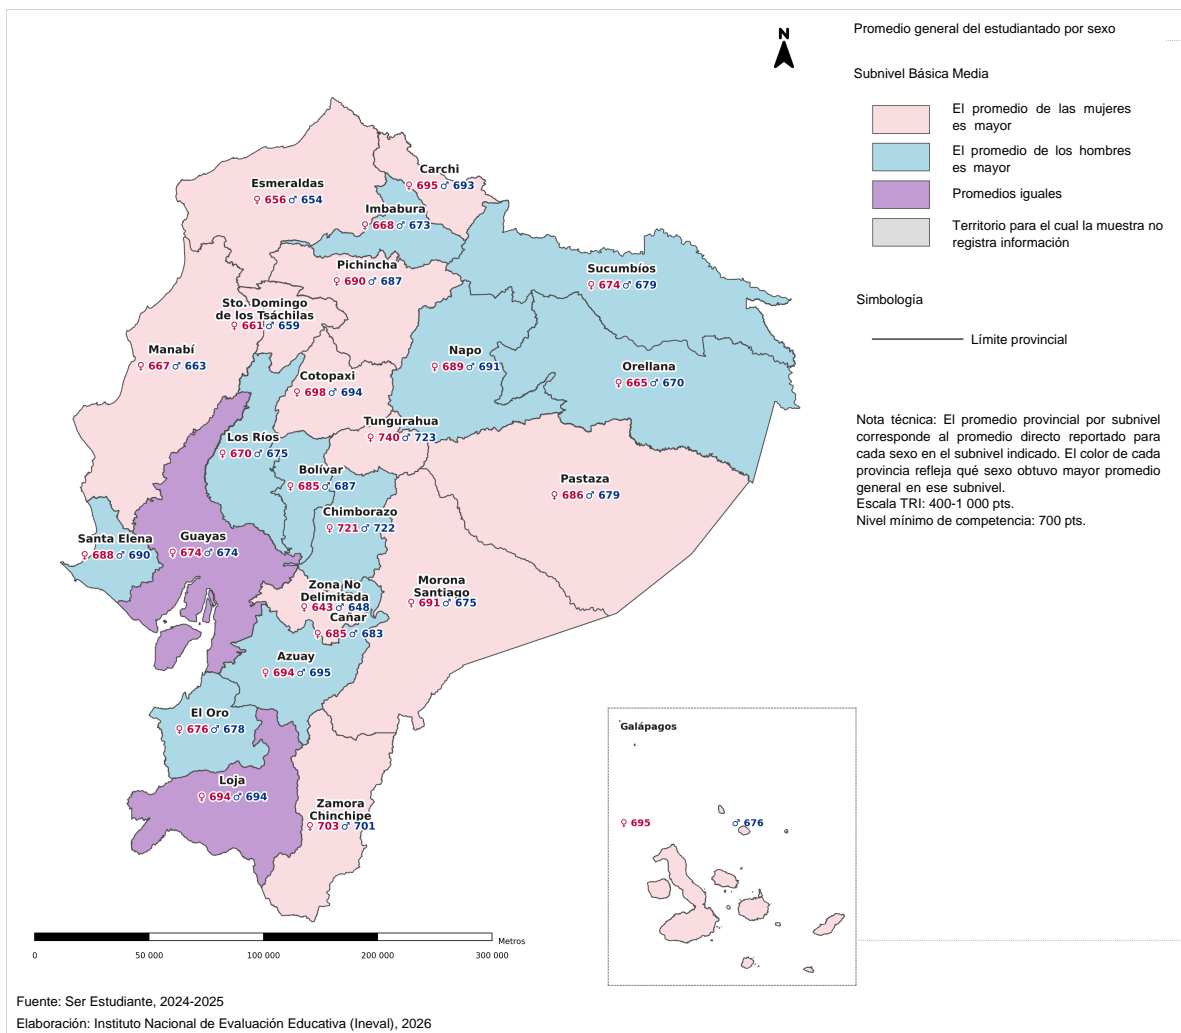 Promedio general del estudiantado por sexo
N
Subnivel Básica Media
El promedio de las mujeres
es mayor
El promedio de los hombres
es mayor
Promedios iguales
Territorio para el cual la muestra no
registra información
Simbología
Límite provincial
Nota técnica: El promedio provincial por subnivel
corresponde al promedio directo reportado para
cada sexo en el subnivel indicado. El color de cada
provincia refleja qué sexo obtuvo mayor promedio
general en ese subnivel.
Escala TRI: 400-1 000 pts.
Nivel mínimo de competencia: 700 pts.
Carchi
♀ 695 ♂ 693
Esmeraldas
♀ 656 ♂ 654
Imbabura
♀ 668 ♂ 673
Pichincha
♀ 690 ♂ 687
Sucumbíos
♀ 674 ♂ 679
Sto. Domingo
de los Tsáchilas
♀ 661 ♂ 659
Manabí
♀ 667 ♂ 663
Napo
♀ 689 ♂ 691
Orellana
♀ 665 ♂ 670
Cotopaxi
♀ 698 ♂ 694
Tungurahua
♀ 740 ♂ 723
Los Ríos
♀ 670 ♂ 675
Bolívar
♀ 685 ♂ 687
Pastaza
♀ 686 ♂ 679
Chimborazo
♀ 721 ♂ 722
Santa Elena
♀ 688 ♂ 690
Guayas
♀ 674 ♂ 674
Zona No
Delimitada
♀ 643 ♂ 648
Morona
Santiago
♀ 691 ♂ 675
Cañar
♀ 685 ♂ 683
Azuay
♀ 694 ♂ 695
El Oro
♀ 676 ♂ 678
Loja
♀ 694 ♂ 694
Zamora
Chinchipe
♀ 703 ♂ 701
Galápagos
♀ 695 ♂ 676
Metros
0 50 000 100 000 200 000 300 000
Fuente: Ser Estudiante, 2024-2025
Elaboración: Instituto Nacional de Evaluación Educativa (Ineval), 2026